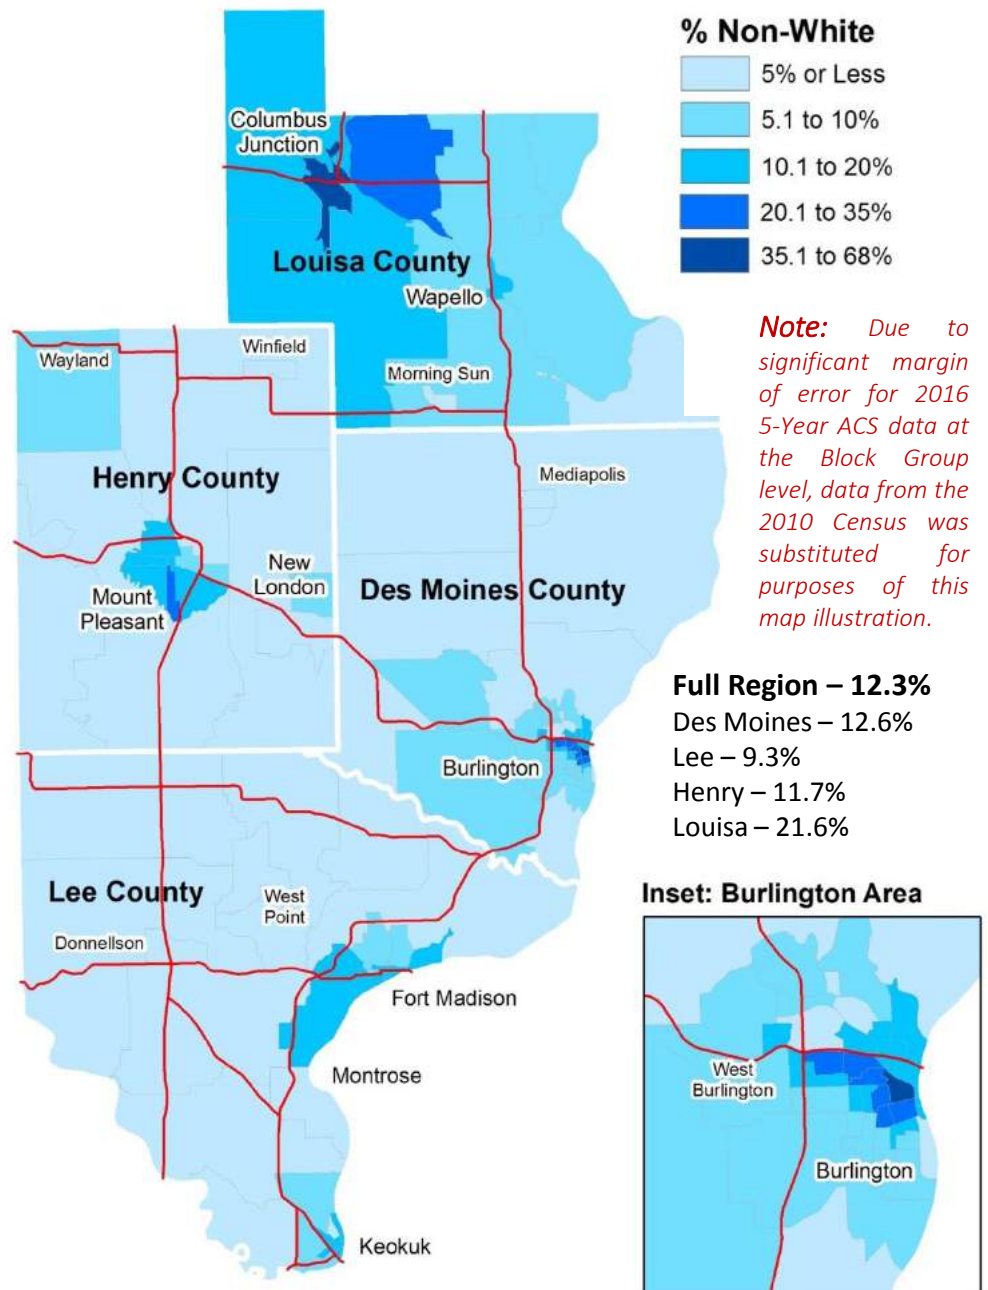 % Non-White
5% or Less
5.1 to 10%
10.1 to 20%
20.1 to 35%
35.1 to 68%
Columbus
Junction
Louisa County
Wapello
Morning Sun
Wayland
Winfield
Henry County
Mount
Pleasant
New
London
Mediapolis
Des Moines County
Burlington
Lee County
West
Point
Donnellson
Fort Madison
Montrose
Keokuk
Note: Due to
significant margin
of error for 2016
5-Year ACS data at
the Block Group
level, data from the
2010 Census was
substituted for
purposes of this
map illustration.
Full Region – 12.3%
Des Moines – 12.6%
Lee – 9.3%
Henry – 11.7%
Louisa – 21.6%
Inset: Burlington Area
West
Burlington
Burlington